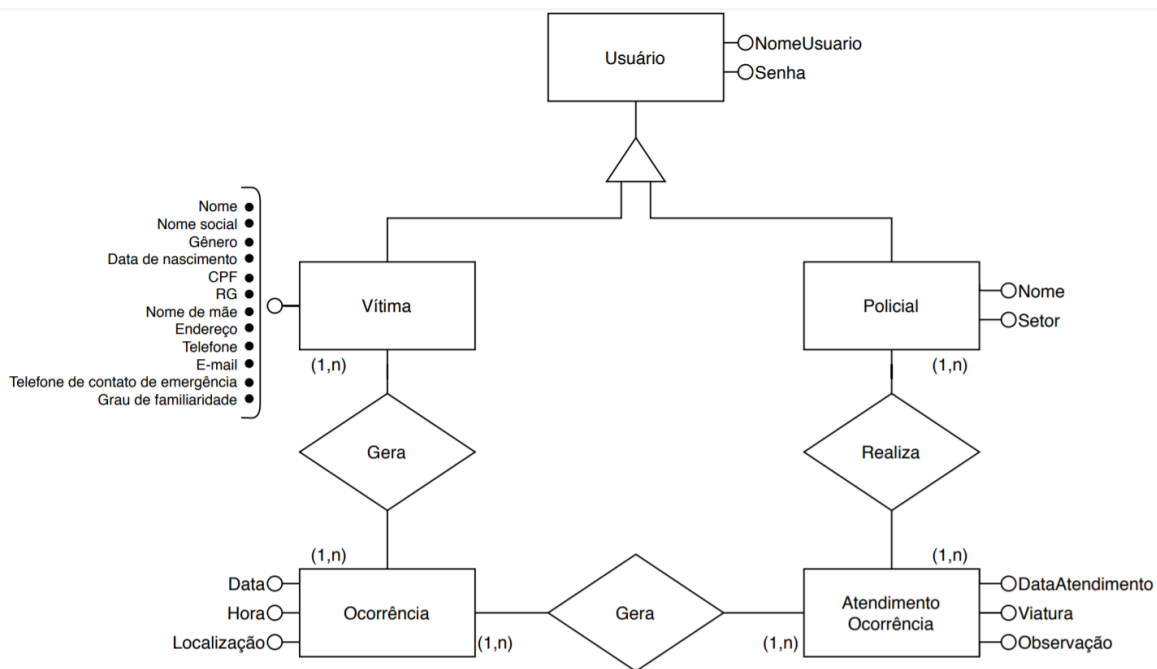 Usuário
NomeUsuario
Senha
Nome
Nome social
Gênero
Data de nascimento
CPF
RG
Nome de mãe
Endereço
Telefone
E-mail
Telefone de contato de emergência
Grau de familiaridade
Vítima
Policial
Nome
Setor
(1,n)
(1,n)
Gera
Realiza
(1,n)
(1,n)
Data
Hora
Localização
Ocorrência
(1,n)
Gera
(1,n)
Atendimento
Ocorrência
DataAtendimento
Viatura
Observação